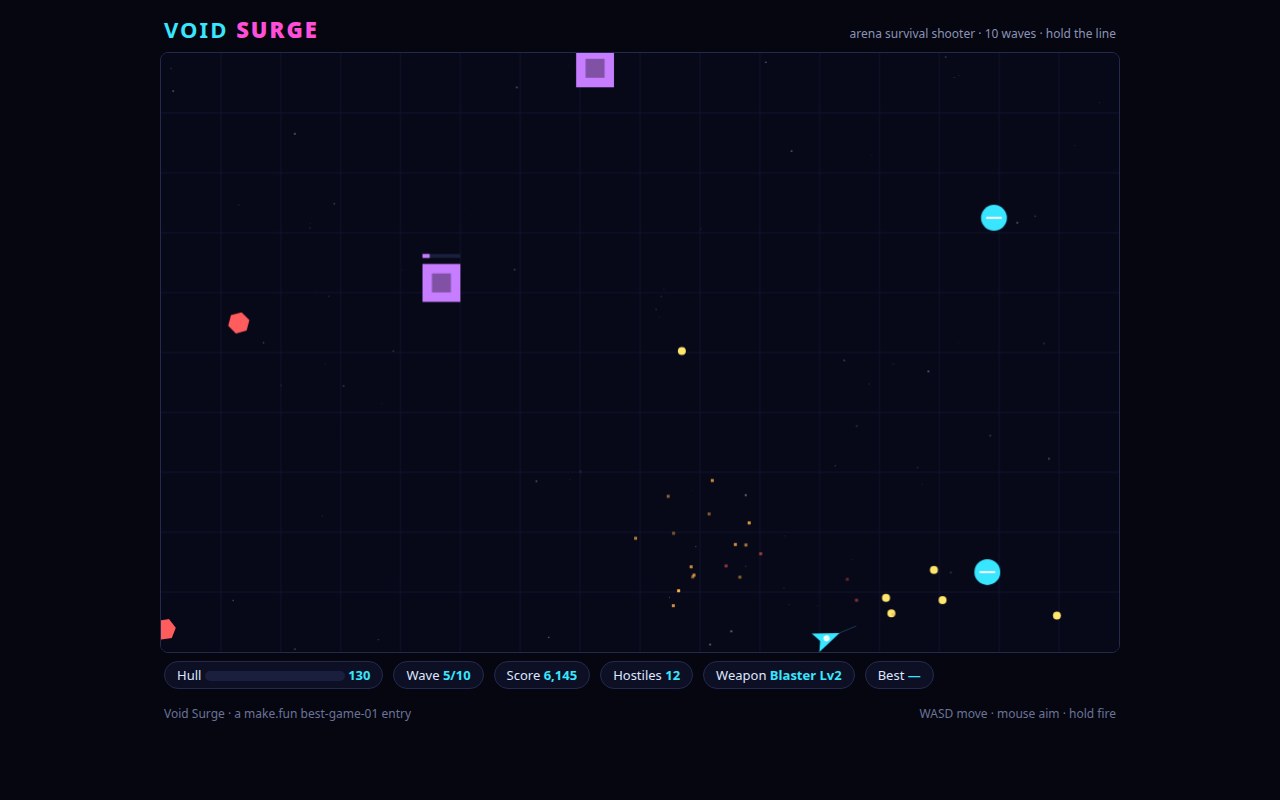 VOID SURGE
arena survival shooter · 10 waves · hold the line
Hull 130
Wave 5/10
Score 6,145
Hostiles 12
Weapon Blaster Lv2
Best —
Void Surge · a make.fun best-game-01 entry
WASD move · mouse aim · hold fire